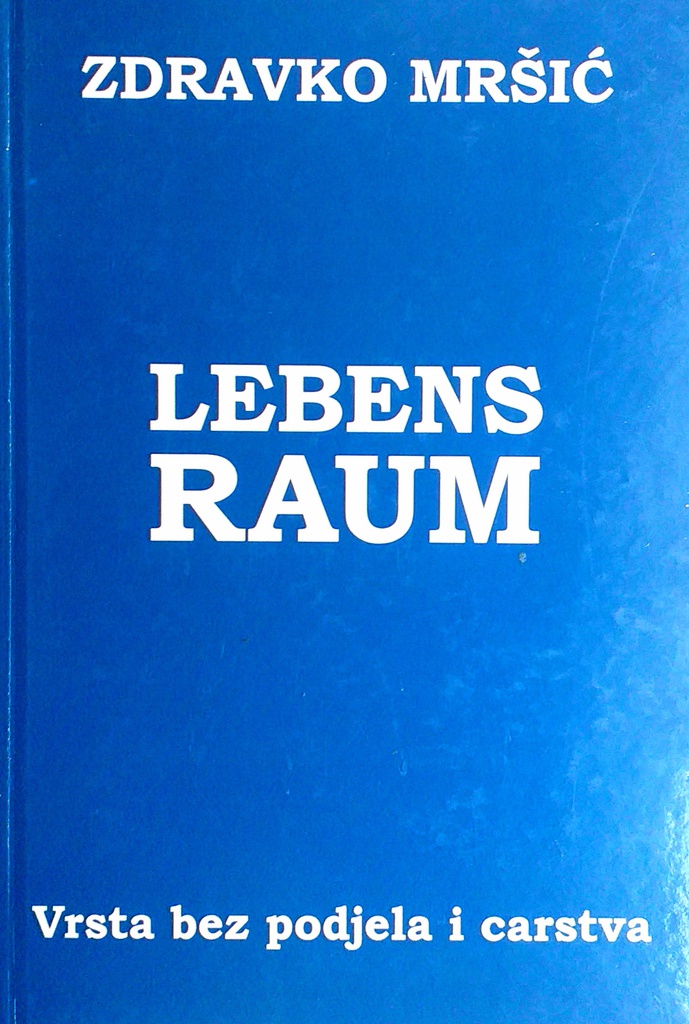 ZDRAVKO MRŠIĆ
LEBENS
RAUM
Vrsta bez podjela i carstva